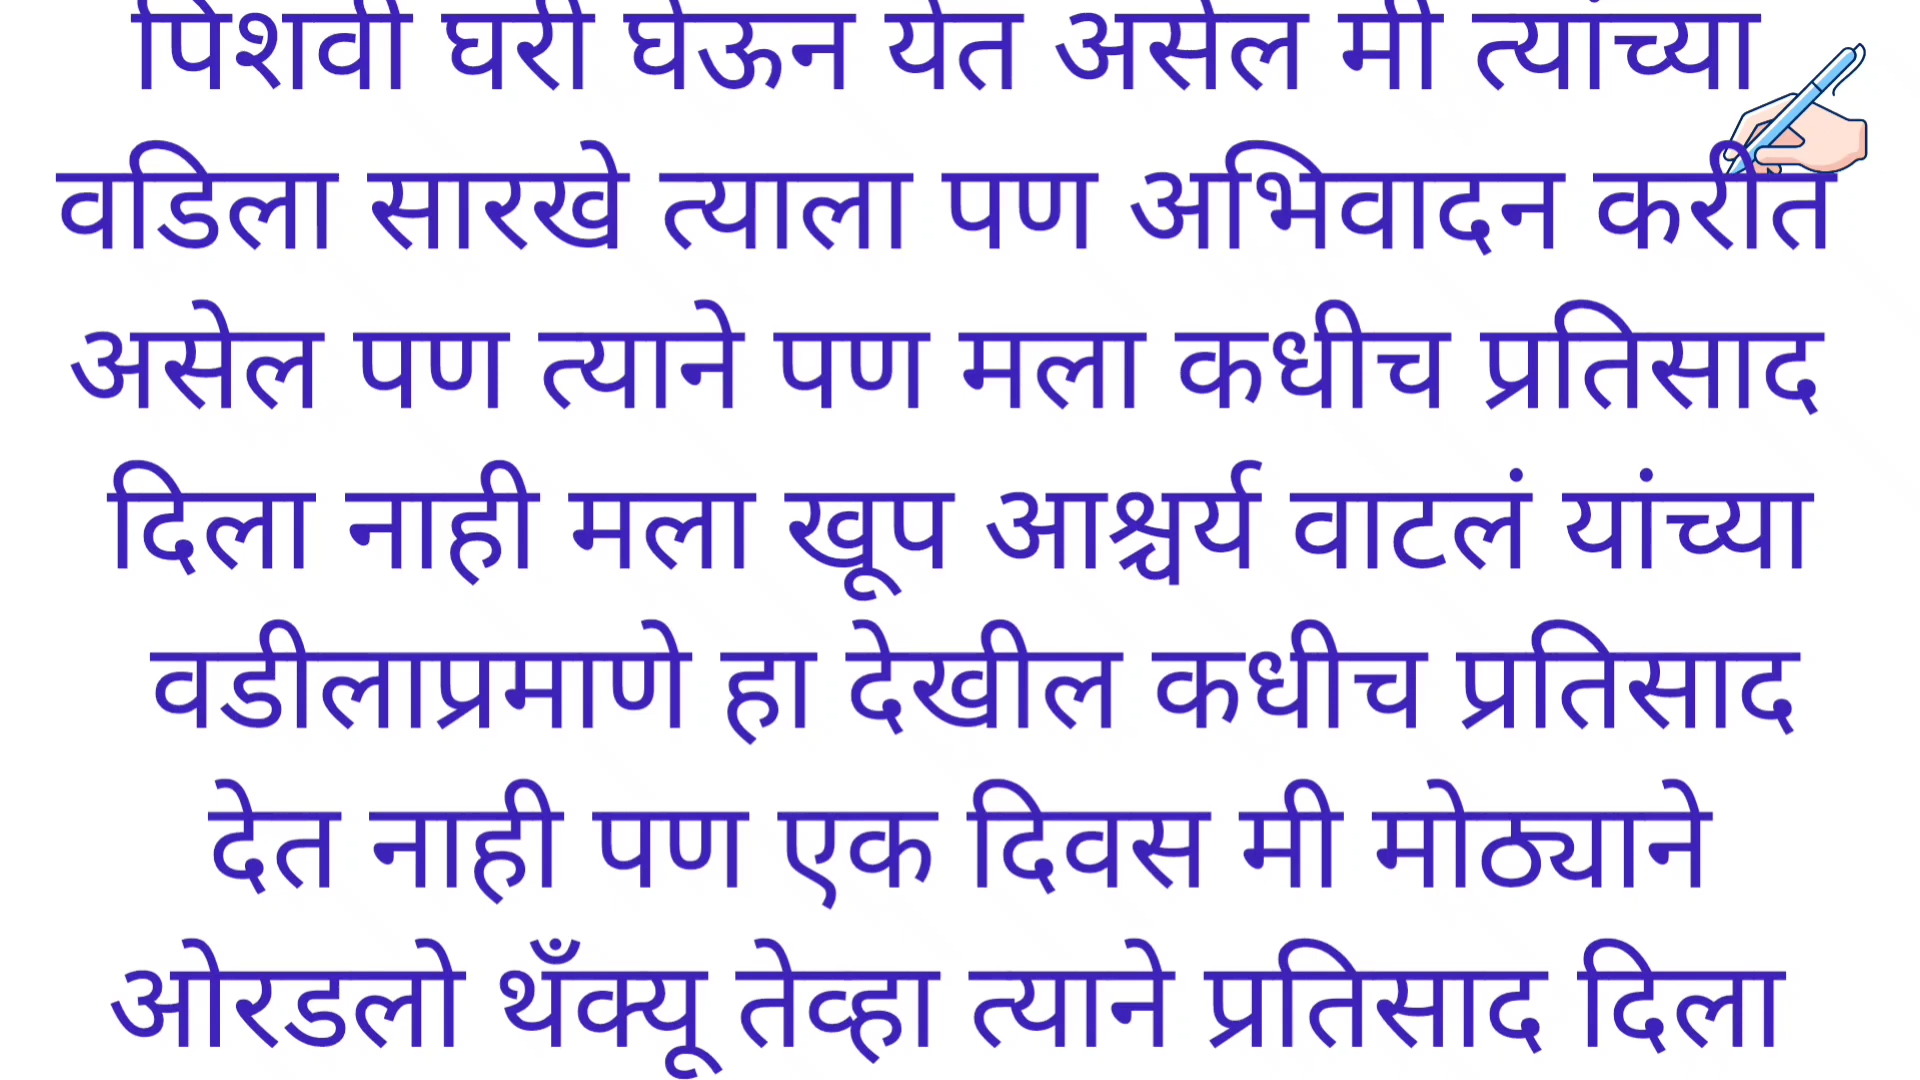 पिशवी घरी घेऊन येत असेल मी त्यांच्या
वडिला सारखे त्याला पण अभिवादन करीत
असेल पण त्याने पण मला कधीच प्रतिसाद
दिला नाही मला खूप आश्चर्य वाटलं यांच्या
वडीलाप्रमाणे हा देखील कधीच प्रतिसाद
देत नाही पण एक दिवस मी मोठ्याने
ओरडलो थँक्यू तेव्हा त्याने प्रतिसाद दिला